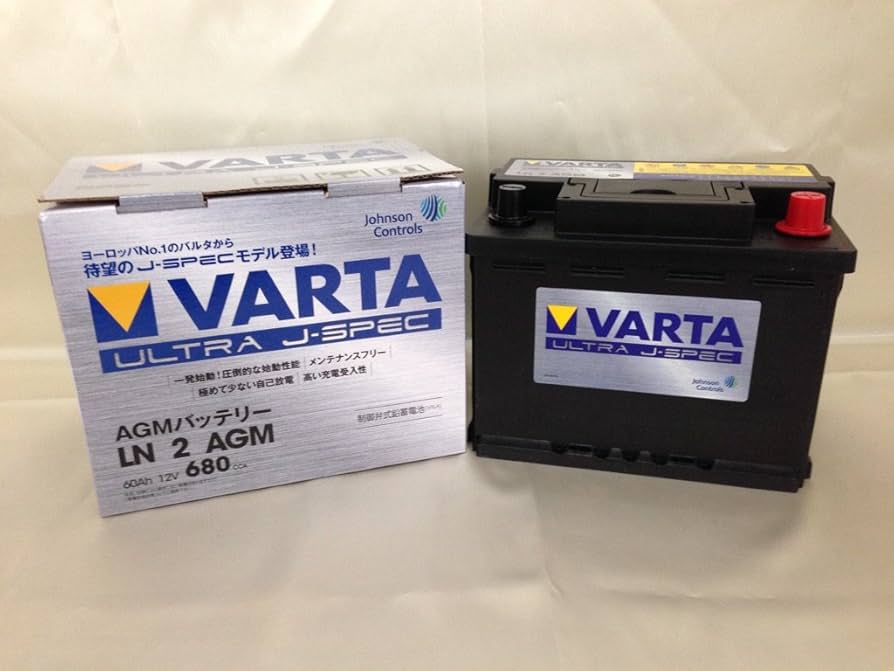 Johnson
Controls
ヨーロッパNo.1のバルタから
待望のJ-SPECモデル登場!
VARTA
ULTRA J-SPEC
一発始動!圧倒的な始動性能 メンテナンスフリー
極めて少ない自己放電 高い充電受入性
AGMバッテリー
制御弁式鉛蓄電池(VRLA)
LN 2 AGM
60Ah 12V 680 CCA
VARTA
VARTA
ULTRA J-SPEC
Johnson
Controls